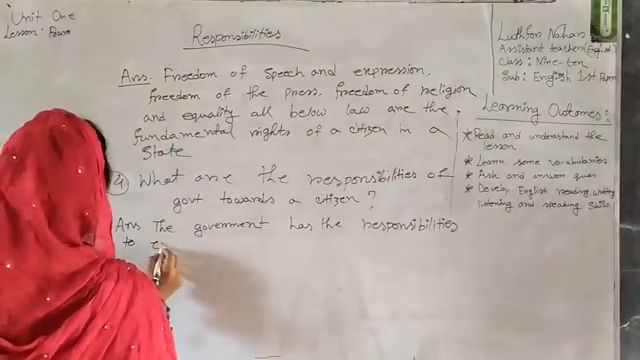 Unit One
Lesson: Four
Responsibilities
Ans. Freedom of Speech and expression,
freedom of the press, freedom of religion
and equality all below law are the
fundamental rights of a citizen in a
State
4 What are the responsibilities of
govt towards a citizen?
Ans The government has the responsibilities
to
Luthfon Nahar
Assistant teacher (English)
Class: Nine-ten
Sub: English 1st Paper
Learning Outcomes:
* Read and understand the
lesson
* Learn some vocabularies
* Ask and answer ques
* Develop English reading, writing
listening and speaking skills